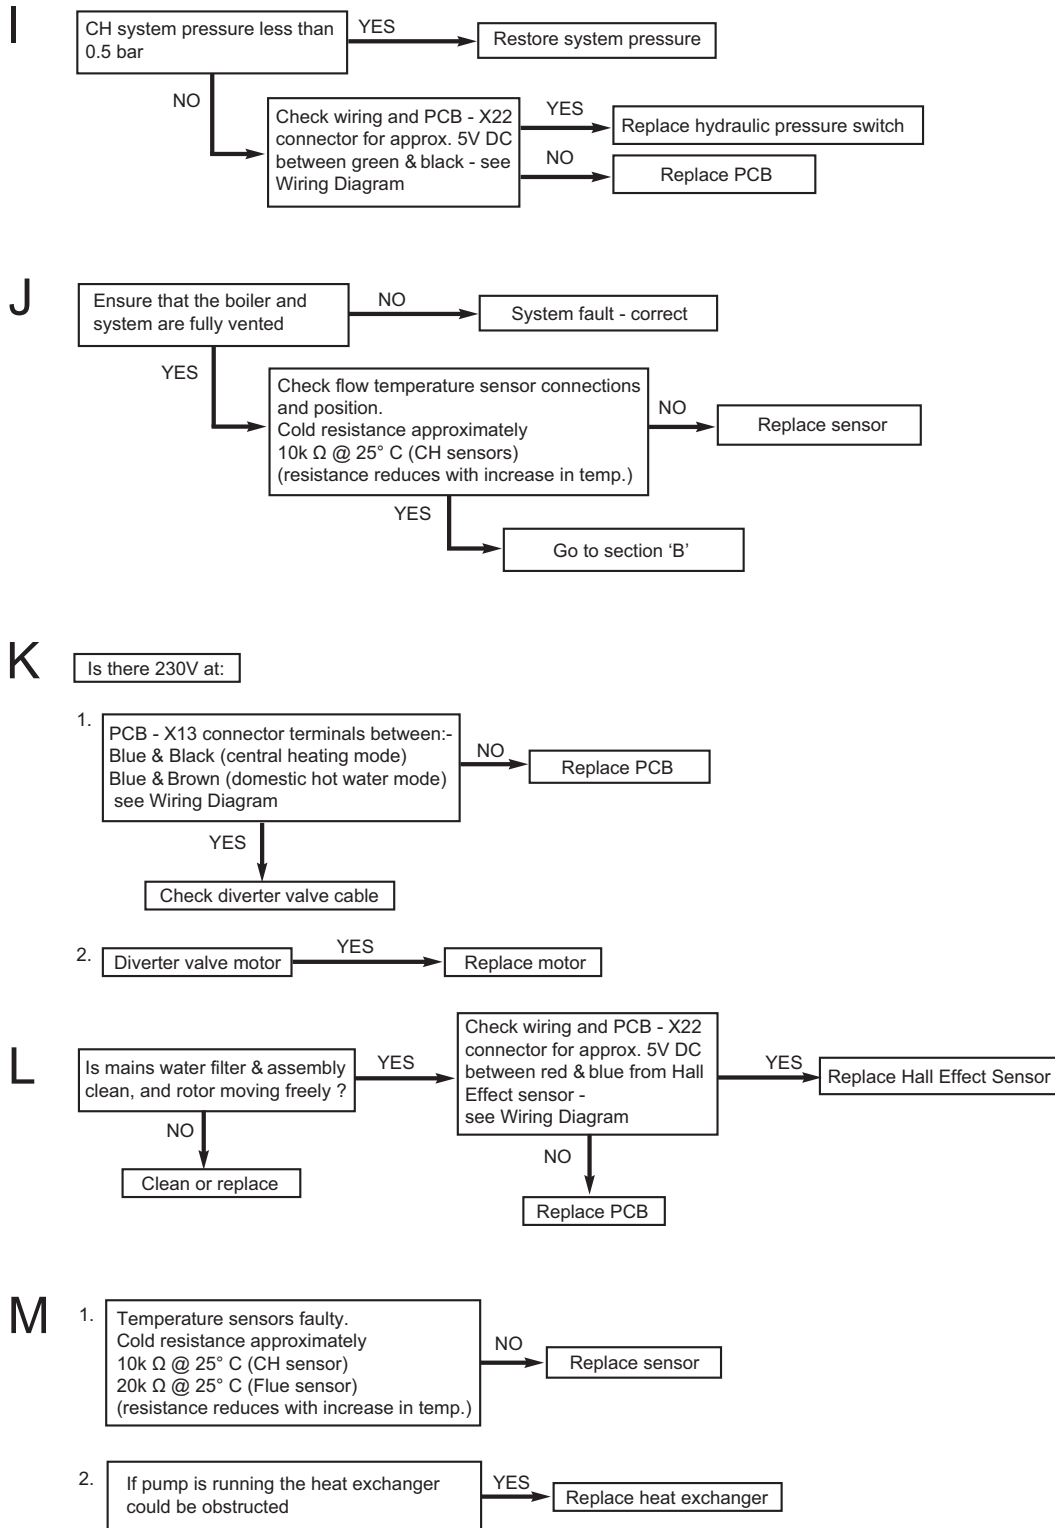 I
CH system pressure less than
0.5 bar
YES
Restore system pressure
NO
Check wiring and PCB - X22
connector for approx. 5V DC
between green & black - see
Wiring Diagram
YES
Replace hydraulic pressure switch
NO
Replace PCB
J
Ensure that the boiler and
system are fully vented
NO
System fault - correct
YES
Check flow temperature sensor connections
and position.
Cold resistance approximately
10k Ω @ 25° C (CH sensors)
(resistance reduces with increase in temp.)
NO
Replace sensor
YES
Go to section ‘B’
K
Is there 230V at:
1.
PCB - X13 connector terminals between:-
Blue & Black (central heating mode)
Blue & Brown (domestic hot water mode)
see Wiring Diagram
NO
Replace PCB
YES
Check diverter valve cable
2.
Diverter valve motor
YES
Replace motor
L
Is mains water filter & assembly
clean, and rotor moving freely ?
YES
Check wiring and PCB - X22
connector for approx. 5V DC
between red & blue from Hall
Effect sensor -
see Wiring Diagram
YES
Replace Hall Effect Sensor
NO
Clean or replace
NO
Replace PCB
M
1.
Temperature sensors faulty.
Cold resistance approximately
10k Ω @ 25° C (CH sensor)
20k Ω @ 25° C (Flue sensor)
(resistance reduces with increase in temp.)
NO
Replace sensor
2.
If pump is running the heat exchanger
could be obstructed
YES
Replace heat exchanger